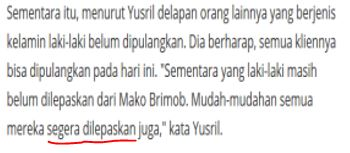 Sementara itu, menurut Yusril delapan orang lainnya yang berjenis
kelamin laki-laki belum dipulangkan. Dia berharap, semua kliennya
bisa dipulangkan pada hari ini. "Sementara yang laki-laki masih
belum dilepaskan dari Mako Brimob. Mudah-mudahan semua
mereka segera dilepaskan juga," kata Yusril.